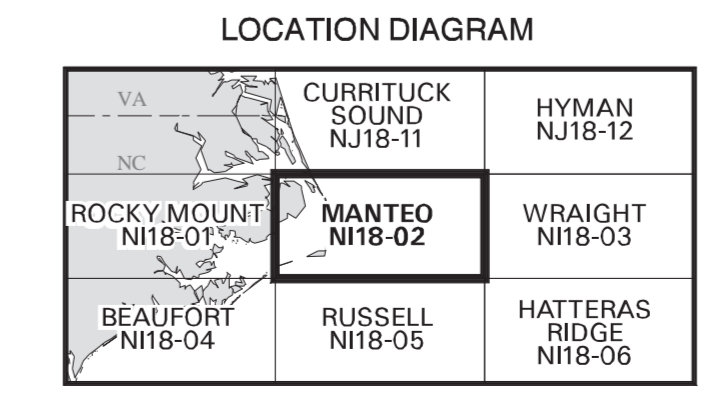 LOCATION DIAGRAM
VA
NC
CURRITUCK
SOUND
NJ18-11
HYMAN
NJ18-12
ROCKY MOUNT
NI18-01
MANTEO
NI18-02
WRAIGHT
NI18-03
BEAUFORT
NI18-04
RUSSELL
NI18-05
HATTERAS
RIDGE
NI18-06